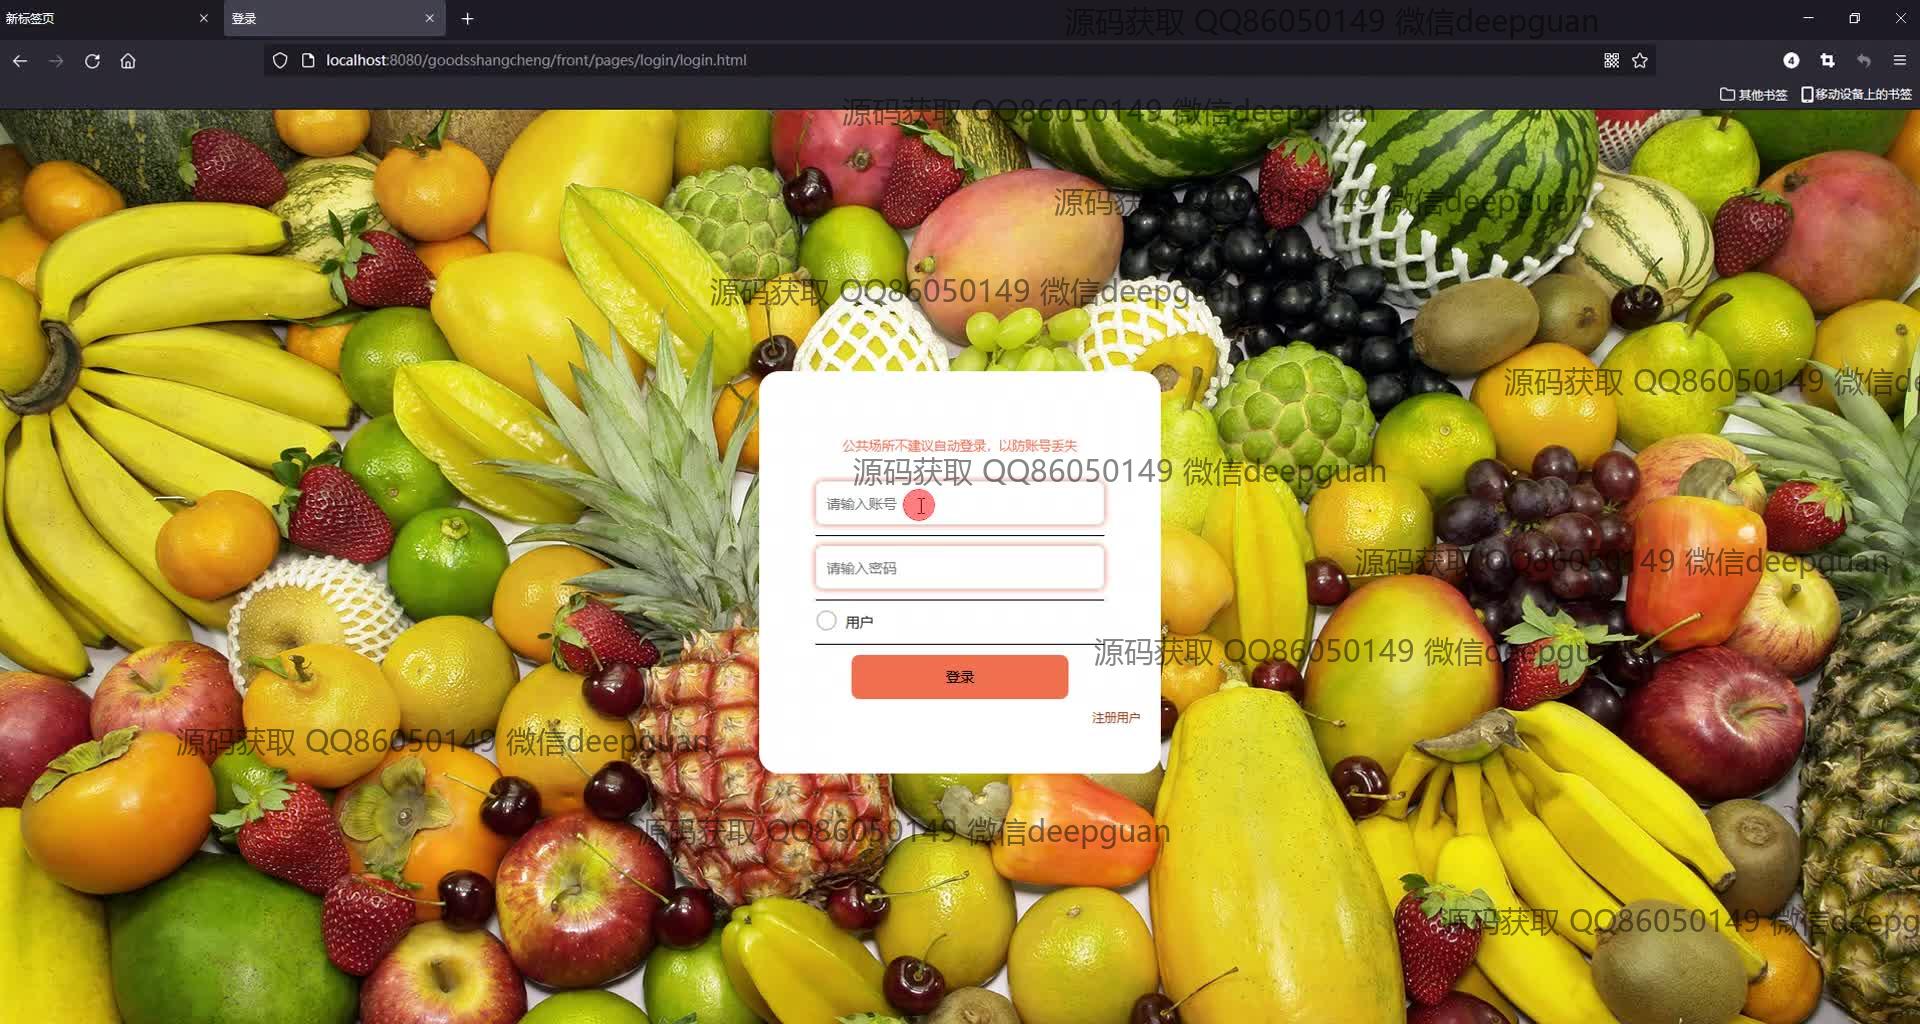 新标签页
登录
源码获取 QQ86050149 微信deepguan
localhost:8080/goodsshangcheng/front/pages/login/login.html
4
其他书签
移动设备上的书签
源码获取 QQ86050149 微信deepguan
源码获取 QQ86050149 微信deepguan
源码获取 QQ86050149 微信deepguan
源码获取 QQ86050149 微信de
公共场所不建议自动登录，以防账号丢失
源码获取 QQ86050149 微信deepguan
请输入账号
源码获取 QQ86050149 微信deepguan
请输入密码
用户
源码获取 QQ86050149 微信deepguan
登录
注册用户
源码获取 QQ86050149 微信deepguan
源码获取 QQ86050149 微信deepguan
源码获取 QQ86050149 微信deepg